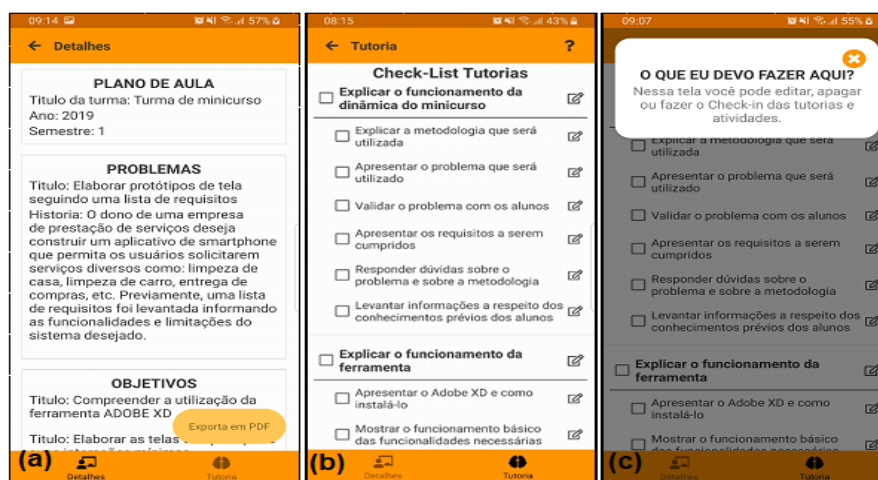 09:14 57%
Detalhes
PLANO DE AULA
Titulo da turma: Turma de minicurso
Ano: 2019
Semestre: 1
PROBLEMAS
Titulo: Elaborar protótipos de tela
seguindo uma lista de requisitos
Historia: O dono de uma empresa
de prestação de serviços deseja
construir um aplicativo de smartphone
que permita os usuários solicitarem
serviços diversos como: limpeza de
casa, limpeza de carro, entrega de
compras, etc. Previamente, uma lista
de requisitos foi levantada informando
as funcionalidades e limitações do
sistema desejado.
OBJETIVOS
Titulo: Compreender a utilização da
ferramenta ADOBE XD
Exporta em PDF
Titulo: Elaborar as telas
(a)
Detalhes Tutoria
08:15 43%
Tutoria ?
Check-List Tutorias
Explicar o funcionamento da
dinâmica do minicurso
Explicar a metodologia que será
utilizada
Apresentar o problema que será
utilizado
Validar o problema com os alunos
Apresentar os requisitos a serem
cumpridos
Responder dúvidas sobre o
problema e sobre a metodologia
Levantar informações a respeito dos
conhecimentos prévios dos alunos
Explicar o funcionamento da
ferramenta
Apresentar o Adobe XD e como
instalá-lo
Mostrar o funcionamento básico
das funcionalidades necessárias
(b)
Detalhes Tutoria
09:07 55%
O QUE EU DEVO FAZER AQUI?
Nessa tela você pode editar, apagar
ou fazer o Check-in das tutorias e
atividades.
Explicar a metodologia que será
utilizada
Apresentar o problema que será
utilizado
Validar o problema com os alunos
Apresentar os requisitos a serem
cumpridos
Responder dúvidas sobre o
problema e sobre a metodologia
Levantar informações a respeito dos
conhecimentos prévios dos alunos
Explicar o funcionamento da
ferramenta
Apresentar o Adobe XD e como
instalá-lo
Mostrar o funcionamento básico
das funcionalidades necessárias
(c)
Detalhes Tutoria